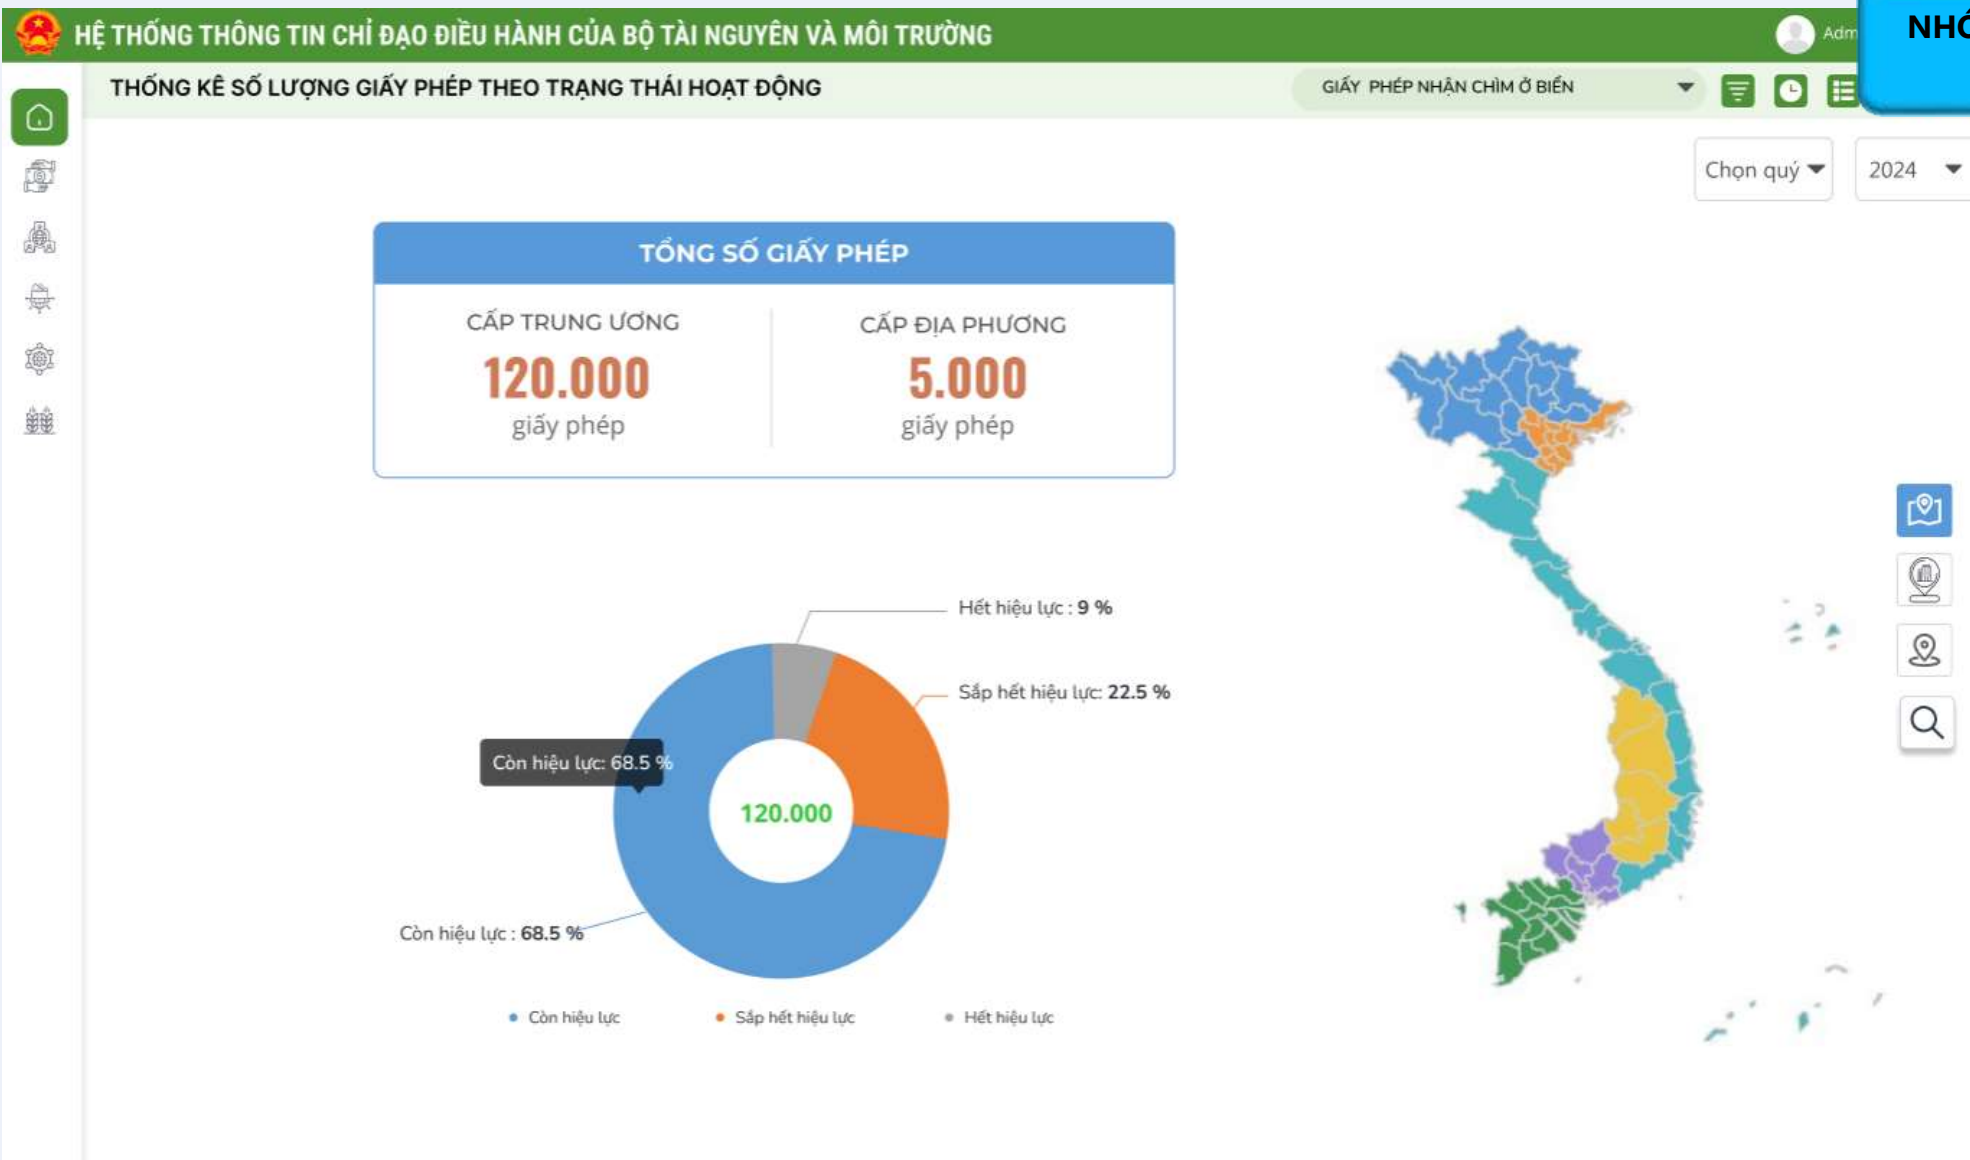 HỆ THỐNG THÔNG TIN CHỈ ĐẠO ĐIỀU HÀNH CỦA BỘ TÀI NGUYÊN VÀ MÔI TRƯỜNG
THỐNG KÊ SỐ LƯỢNG GIẤY PHÉP THEO TRẠNG THÁI HOẠT ĐỘNG
GIẤY PHÉP NHẬN CHÌM Ở BIỂN
Chọn quý
2024
TỔNG SỐ GIẤY PHÉP
CẤP TRUNG ƯƠNG
120.000
giấy phép
CẤP ĐỊA PHƯƠNG
5.000
giấy phép
Hết hiệu lực : 9 %
Sắp hết hiệu lực: 22.5 %
Còn hiệu lực: 68.5 %
120.000
Còn hiệu lực : 68.5 %
Còn hiệu lực
Sắp hết hiệu lực
Hết hiệu lực